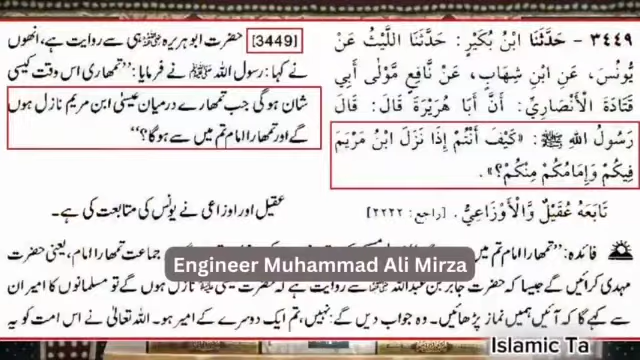 ۳٤٤۹ - حَدَّثَنَا ابْنُ بُكَيْرٍ: حَدَّثَنَا اللَّيْثُ عَنْ
يُونُسَ، عَنِ ابْنِ شِهَابٍ، عَنْ نَافِعٍ مَوْلَى أَبِي
قَتَادَةَ الْأَنْصَارِيِّ: أَنَّ أَبَا هُرَيْرَةَ قَالَ: قَالَ
رَسُولُ اللهِ ﷺ: «كَيْفَ أَنْتُمْ إِذَا نَزَلَ ابْنُ مَرْيَمَ
فِيكُمْ وَإِمَامُكُمْ مِنْكُمْ؟».
تَابَعَهُ عُقَيْلٌ وَالْأَوْزَاعِيُّ. [راجع: ٢٢٢٢]
[3449] حضرت ابوہریرہ ﷺ ہی سے روایت ہے، انھوں
نے کہا: رسول اللہ ﷺ نے فرمایا: ”تمھاری اس وقت کیسی
شان ہوگی جب تمھارے درمیان عیسیٰ ابن مریم نازل ہوں
گے اور تمھارا امام تم میں سے ہوگا؟“
عقیل اور اوزاعی نے یونس کی متابعت کی ہے۔
فائدہ: ”تمھارا امام تم میں جماعت تمھارا امام، یعنی حضرت
مہدی کرائیں گے جیسا کہ حضرت جابر بن عبداللہ سے روایت ہے کہ حضرت عیسیٰ نازل ہوں گے تو مسلمانوں کا امیر ان
سے کہے گا کہ آئیں ہمیں نماز پڑھائیں۔ وہ جواب دیں گے: نہیں، تم ایک دوسرے کے امیر ہو۔ اللہ تعالیٰ نے اس امت کو یہ
Engineer Muhammad Ali Mirza
Islamic Ta